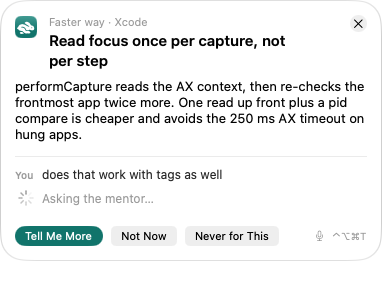 Faster way · Xcode
Read focus once per capture, not
per step
performCapture reads the AX context, then re-checks the
frontmost app twice more. One read up front plus a pid
compare is cheaper and avoids the 250 ms AX timeout on
hung apps.
You does that work with tags as well
Asking the mentor...
Tell Me More Not Now Never for This ^⌥⌘T